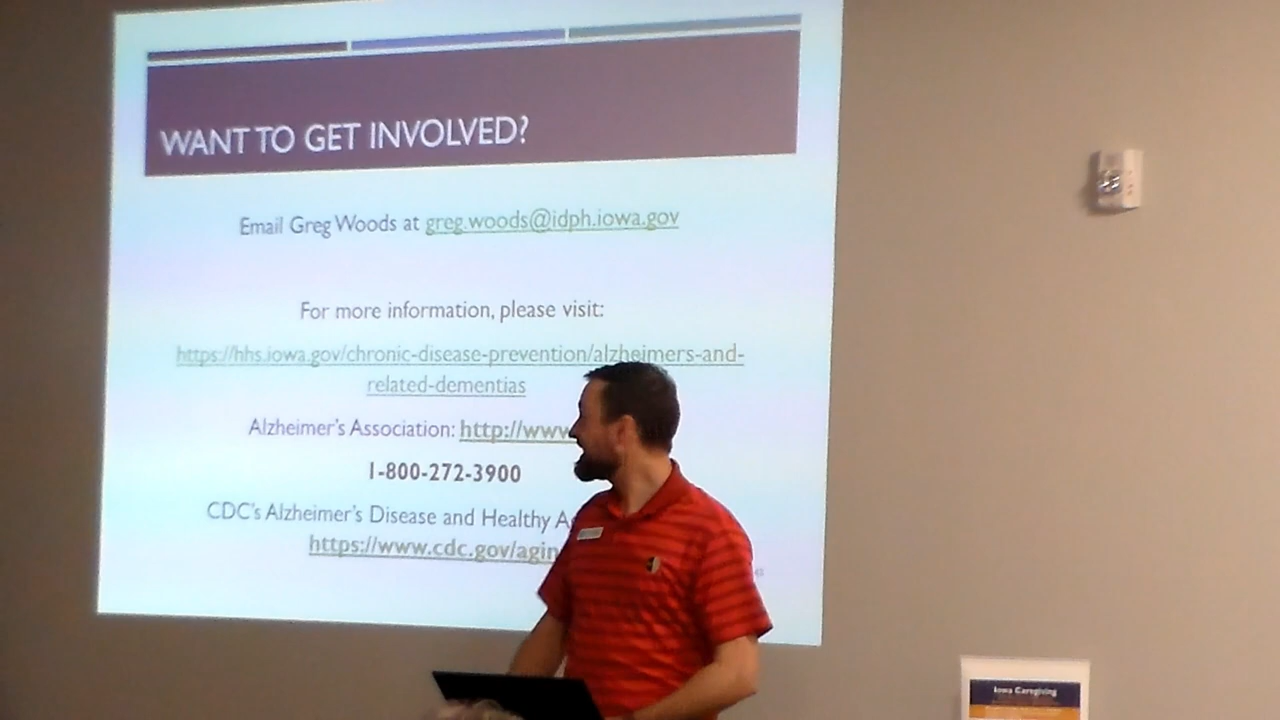 WANT TO GET INVOLVED?
Email Greg Woods at greg.woods@idph.iowa.gov
For more information, please visit:
https://hhs.iowa.gov/chronic-disease-prevention/alzheimers-and-
related-dementias
Alzheimer's Association: http://www
1-800-272-3900
CDC's Alzheimer's Disease and Healthy
https://www.cdc.gov/agin
Iowa Caregiving